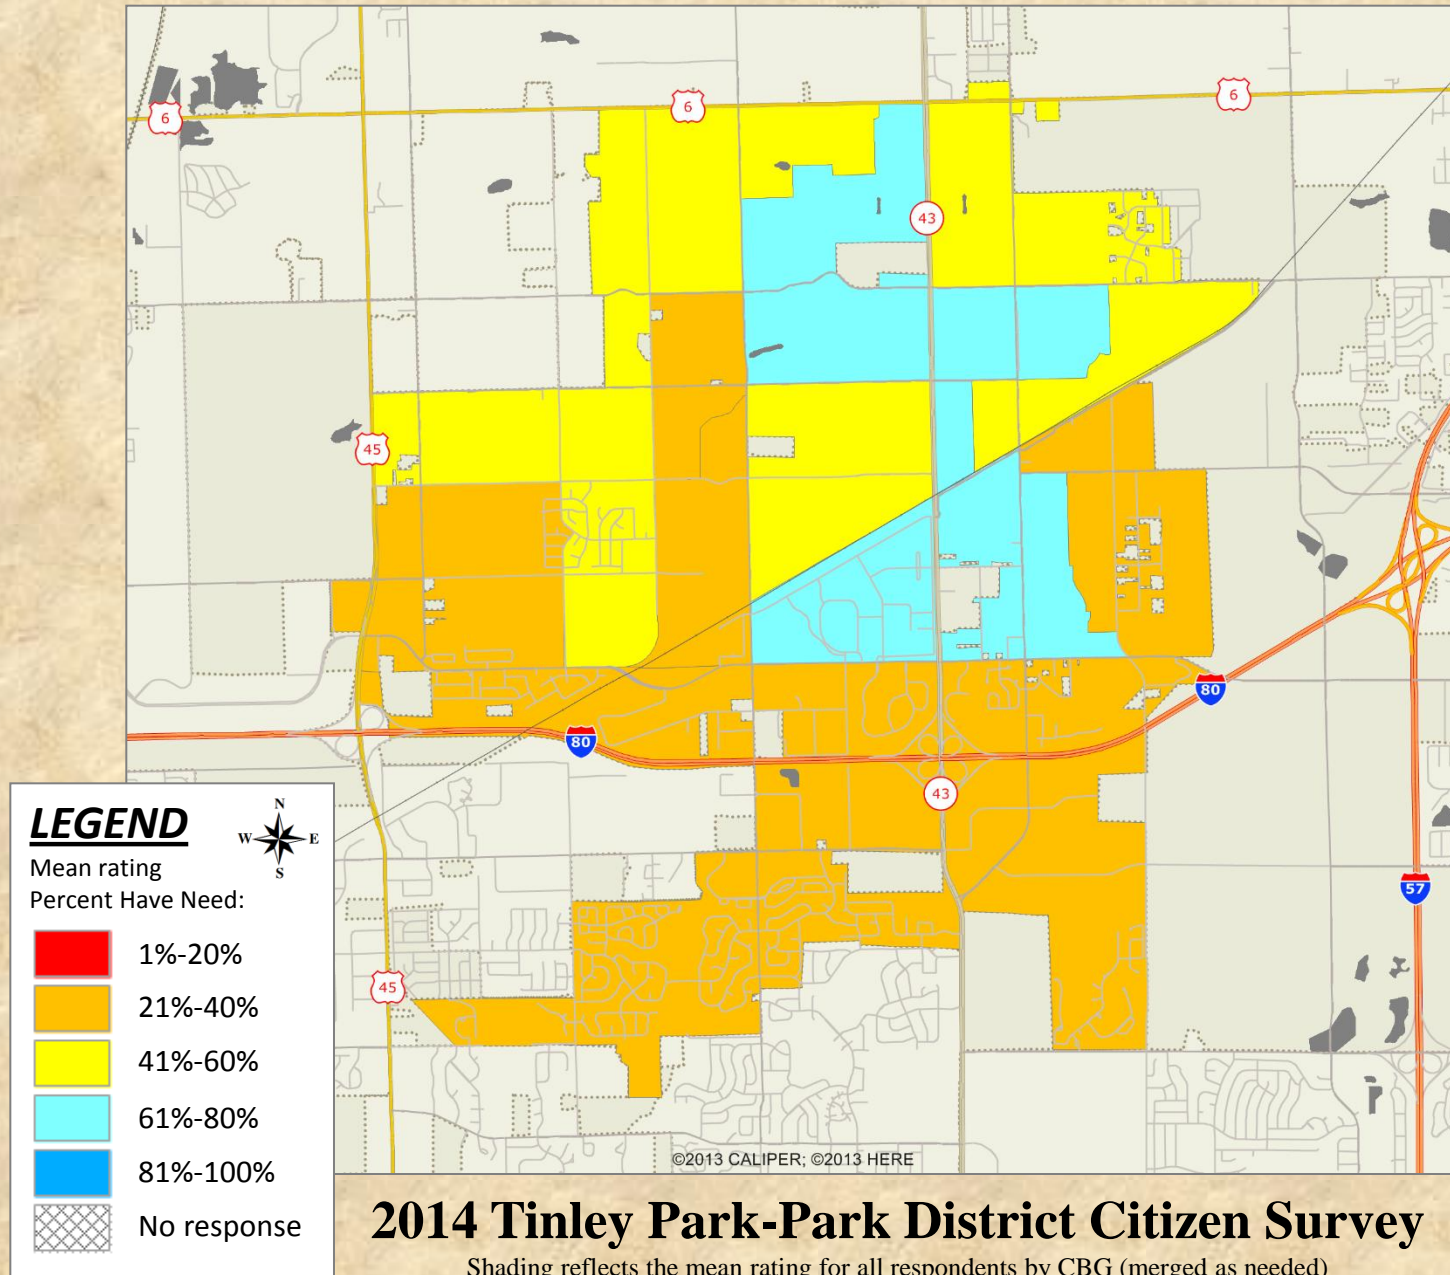 6
6
6
43
45
80
80
43
57
45
LEGEND
N
W E
S
Mean rating
Percent Have Need:
1%-20%
21%-40%
41%-60%
61%-80%
81%-100%
No response
©2013 CALIPER; ©2013 HERE
2014 Tinley Park-Park District Citizen Survey
Shading reflects the mean rating for all respondents by CBG (merged as needed)